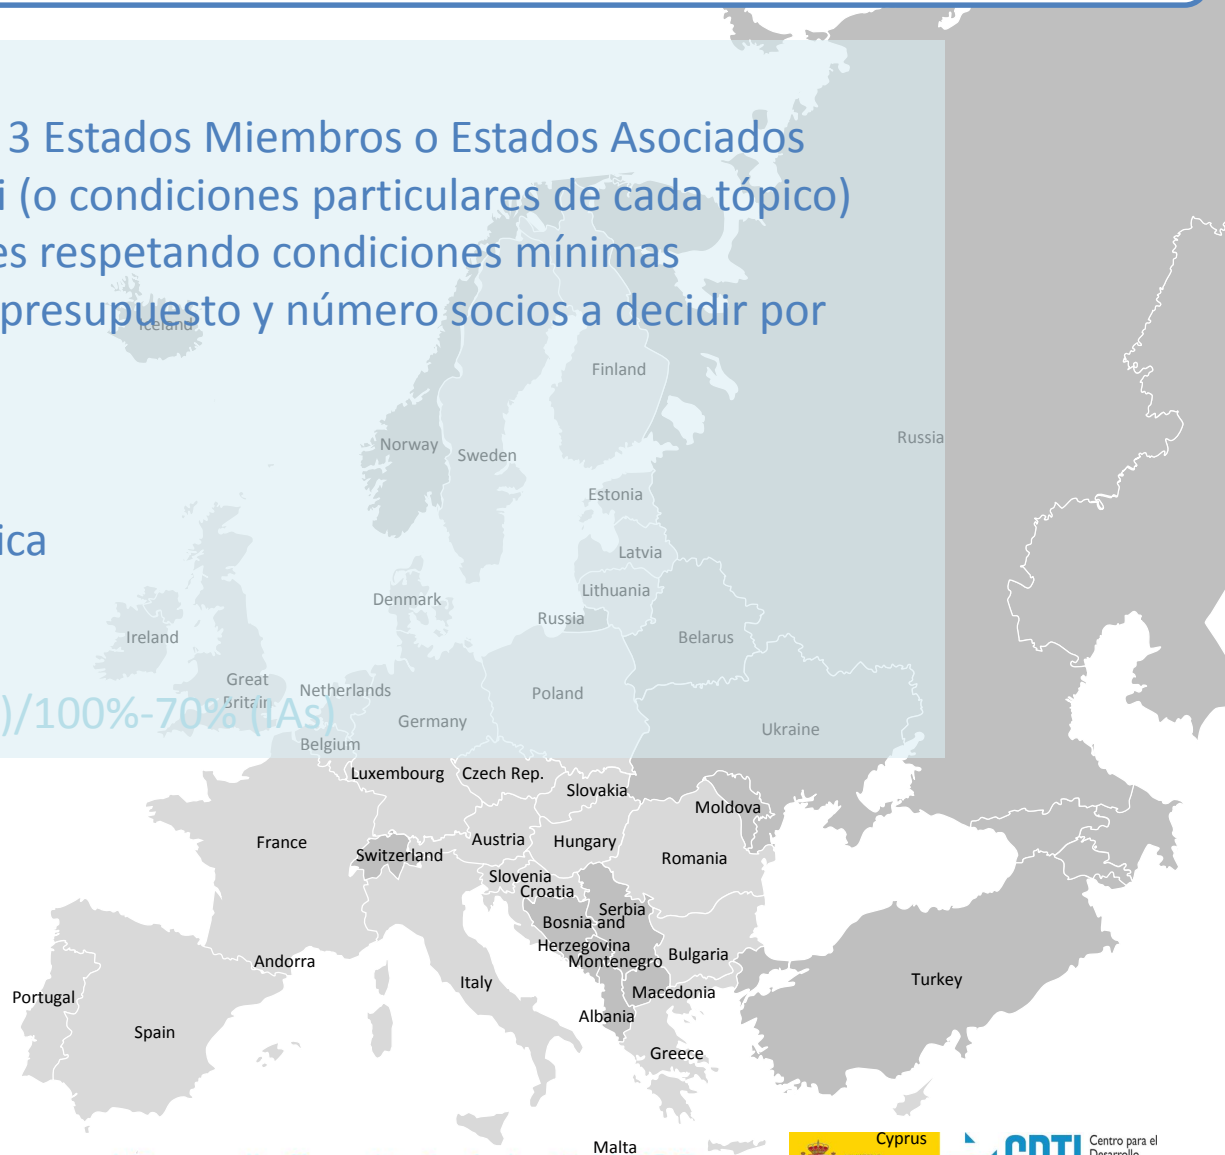 3 Estados Miembros o Estados Asociados
i (o condiciones particulares de cada tópico)
es respetando condiciones mínimas
presupuesto y número socios a decidir por
Iceland
Finland
Russia
Norway
Sweden
Estonia
ica
Latvia
Lithuania
Denmark
Russia
Ireland
Belarus
Great
Britain
Netherlands
Poland
)/100%-70% (IAs)
Germany
Ukraine
Belgium
Luxembourg
Czech Rep.
Slovakia
Moldova
France
Switzerland
Austria
Hungary
Romania
Slovenia
Croatia
Serbia
Bosnia and
Herzegovina
Montenegro
Bulgaria
Andorra
Italy
Turkey
Portugal
Macedonia
Albania
Spain
Greece
Cyprus
Malta
CDTI
Centro para el
Desarrollo